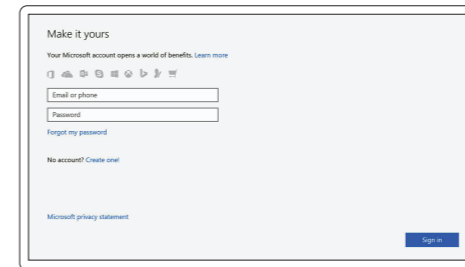 Make it yours
Your Microsoft account opens a world of benefits. Learn more
Email or phone
Password
Forgot my password
No account? Create one!
Microsoft privacy statement
Sign in